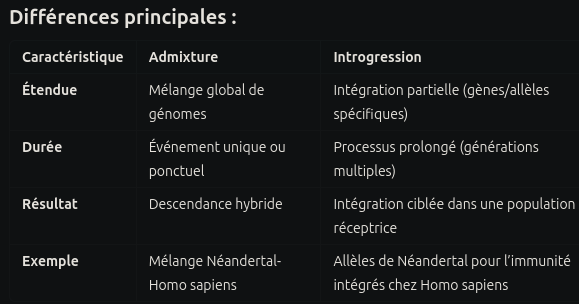 Différences principales :
Caractéristique Admixture Introgression
Étendue Mélange global de Intégration partielle (gènes/allèles
génomes spécifiques)
Durée Événement unique ou Processus prolongé (générations
ponctuel multiples)
Résultat Descendance hybride Intégration ciblée dans une population
réceptrice
Exemple Mélange Néandertal- Allèles de Néandertal pour l'immunité
Homo sapiens intégrés chez Homo sapiens